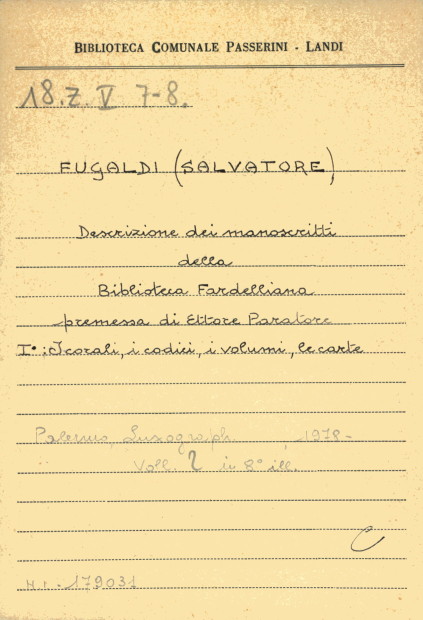 BIBLIOTECA COMUNALE PASSERINI - LANDI
18.Z.V 7-8.
FUGALDI (SALVATORE)
Descrizione dei manoscritti
della
Biblioteca Fardelliana
premessa di Ettore Paratore
I° : I corali, i codici, i volumi, le carte
Palermo, Luxograph , 1978 -
Voll. 2 in 8° ill.
C
179031